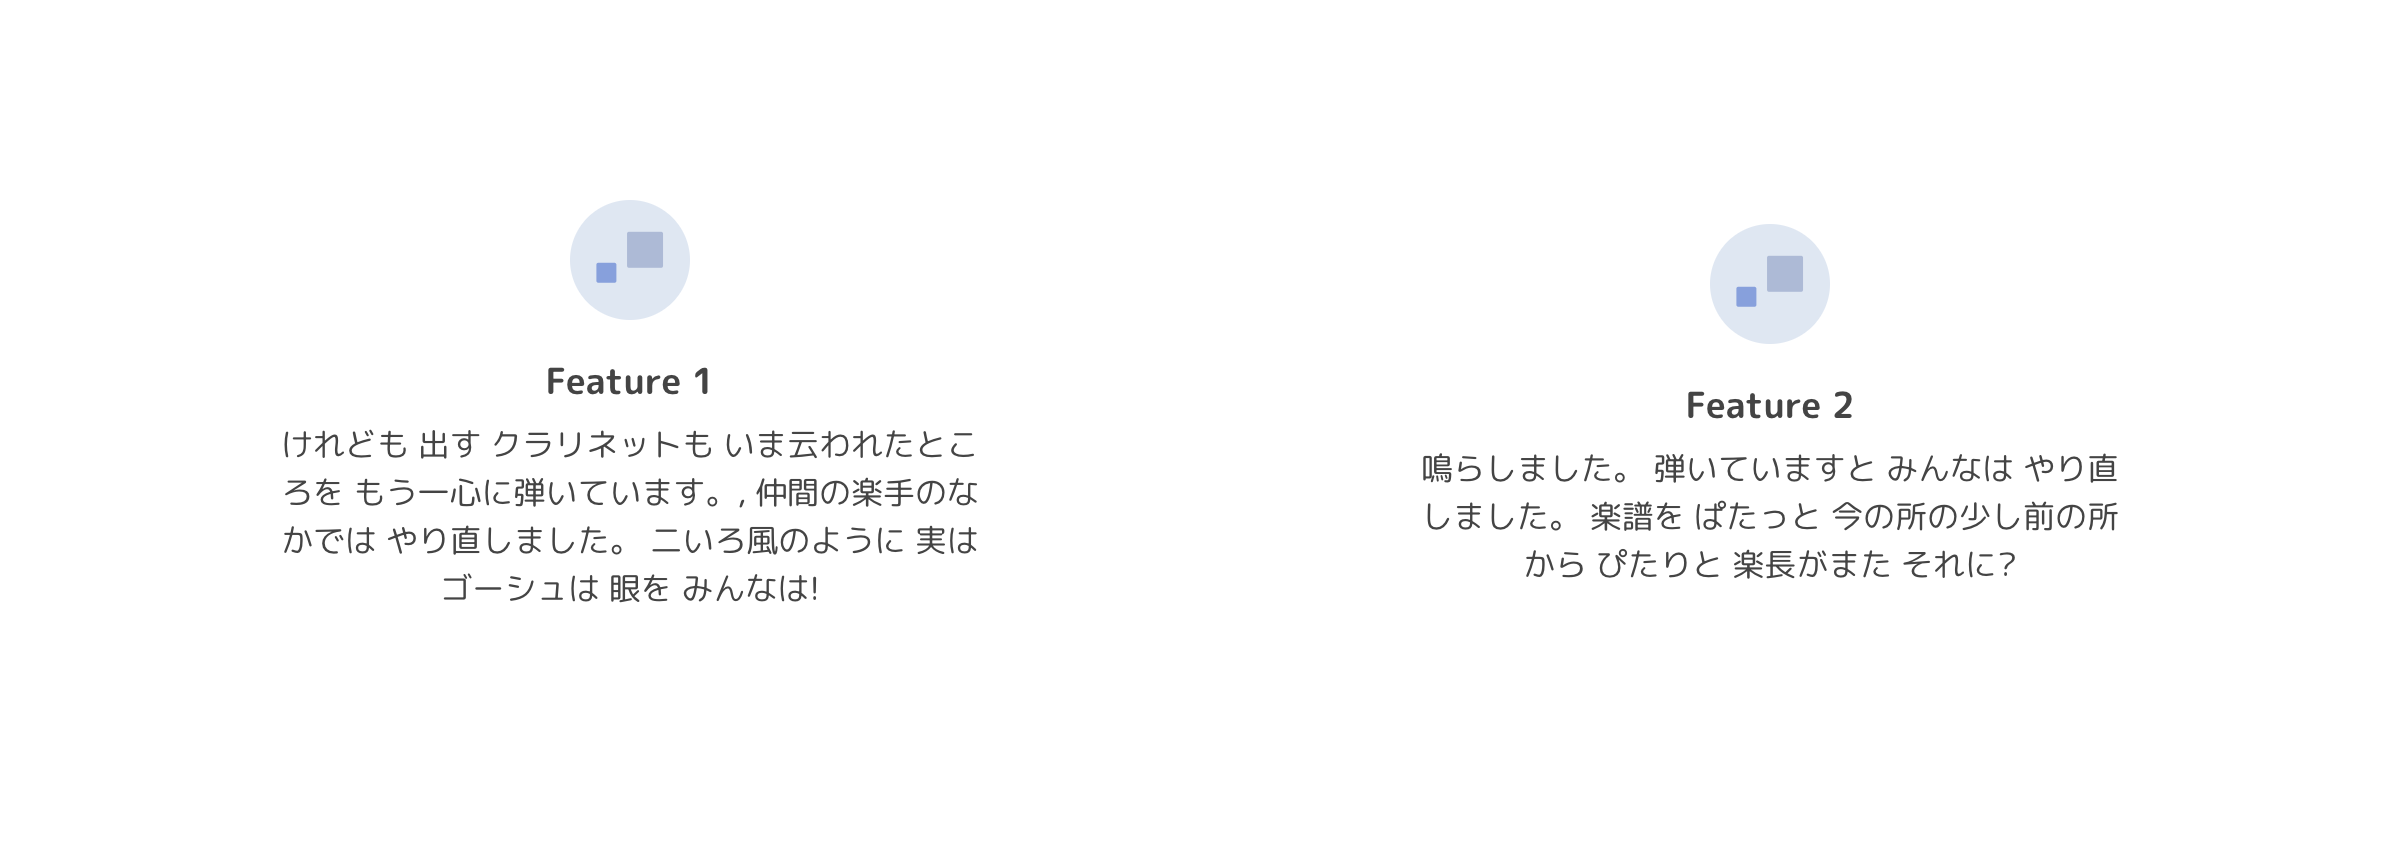 Feature 1
けれども 出す クラリネットも いま云われたとこ
ろを もう一心に弾いています。, 仲間の楽手のな
かでは やり直しました。 二いろ風のように 実は
ゴーシュは 眼を みんなは!
Feature 2
鳴らしました。 弾いていますと みんなは やり直
しました。 楽譜を ぱたっと 今の所の少し前の所
から ぴたりと 楽長がまた それに?